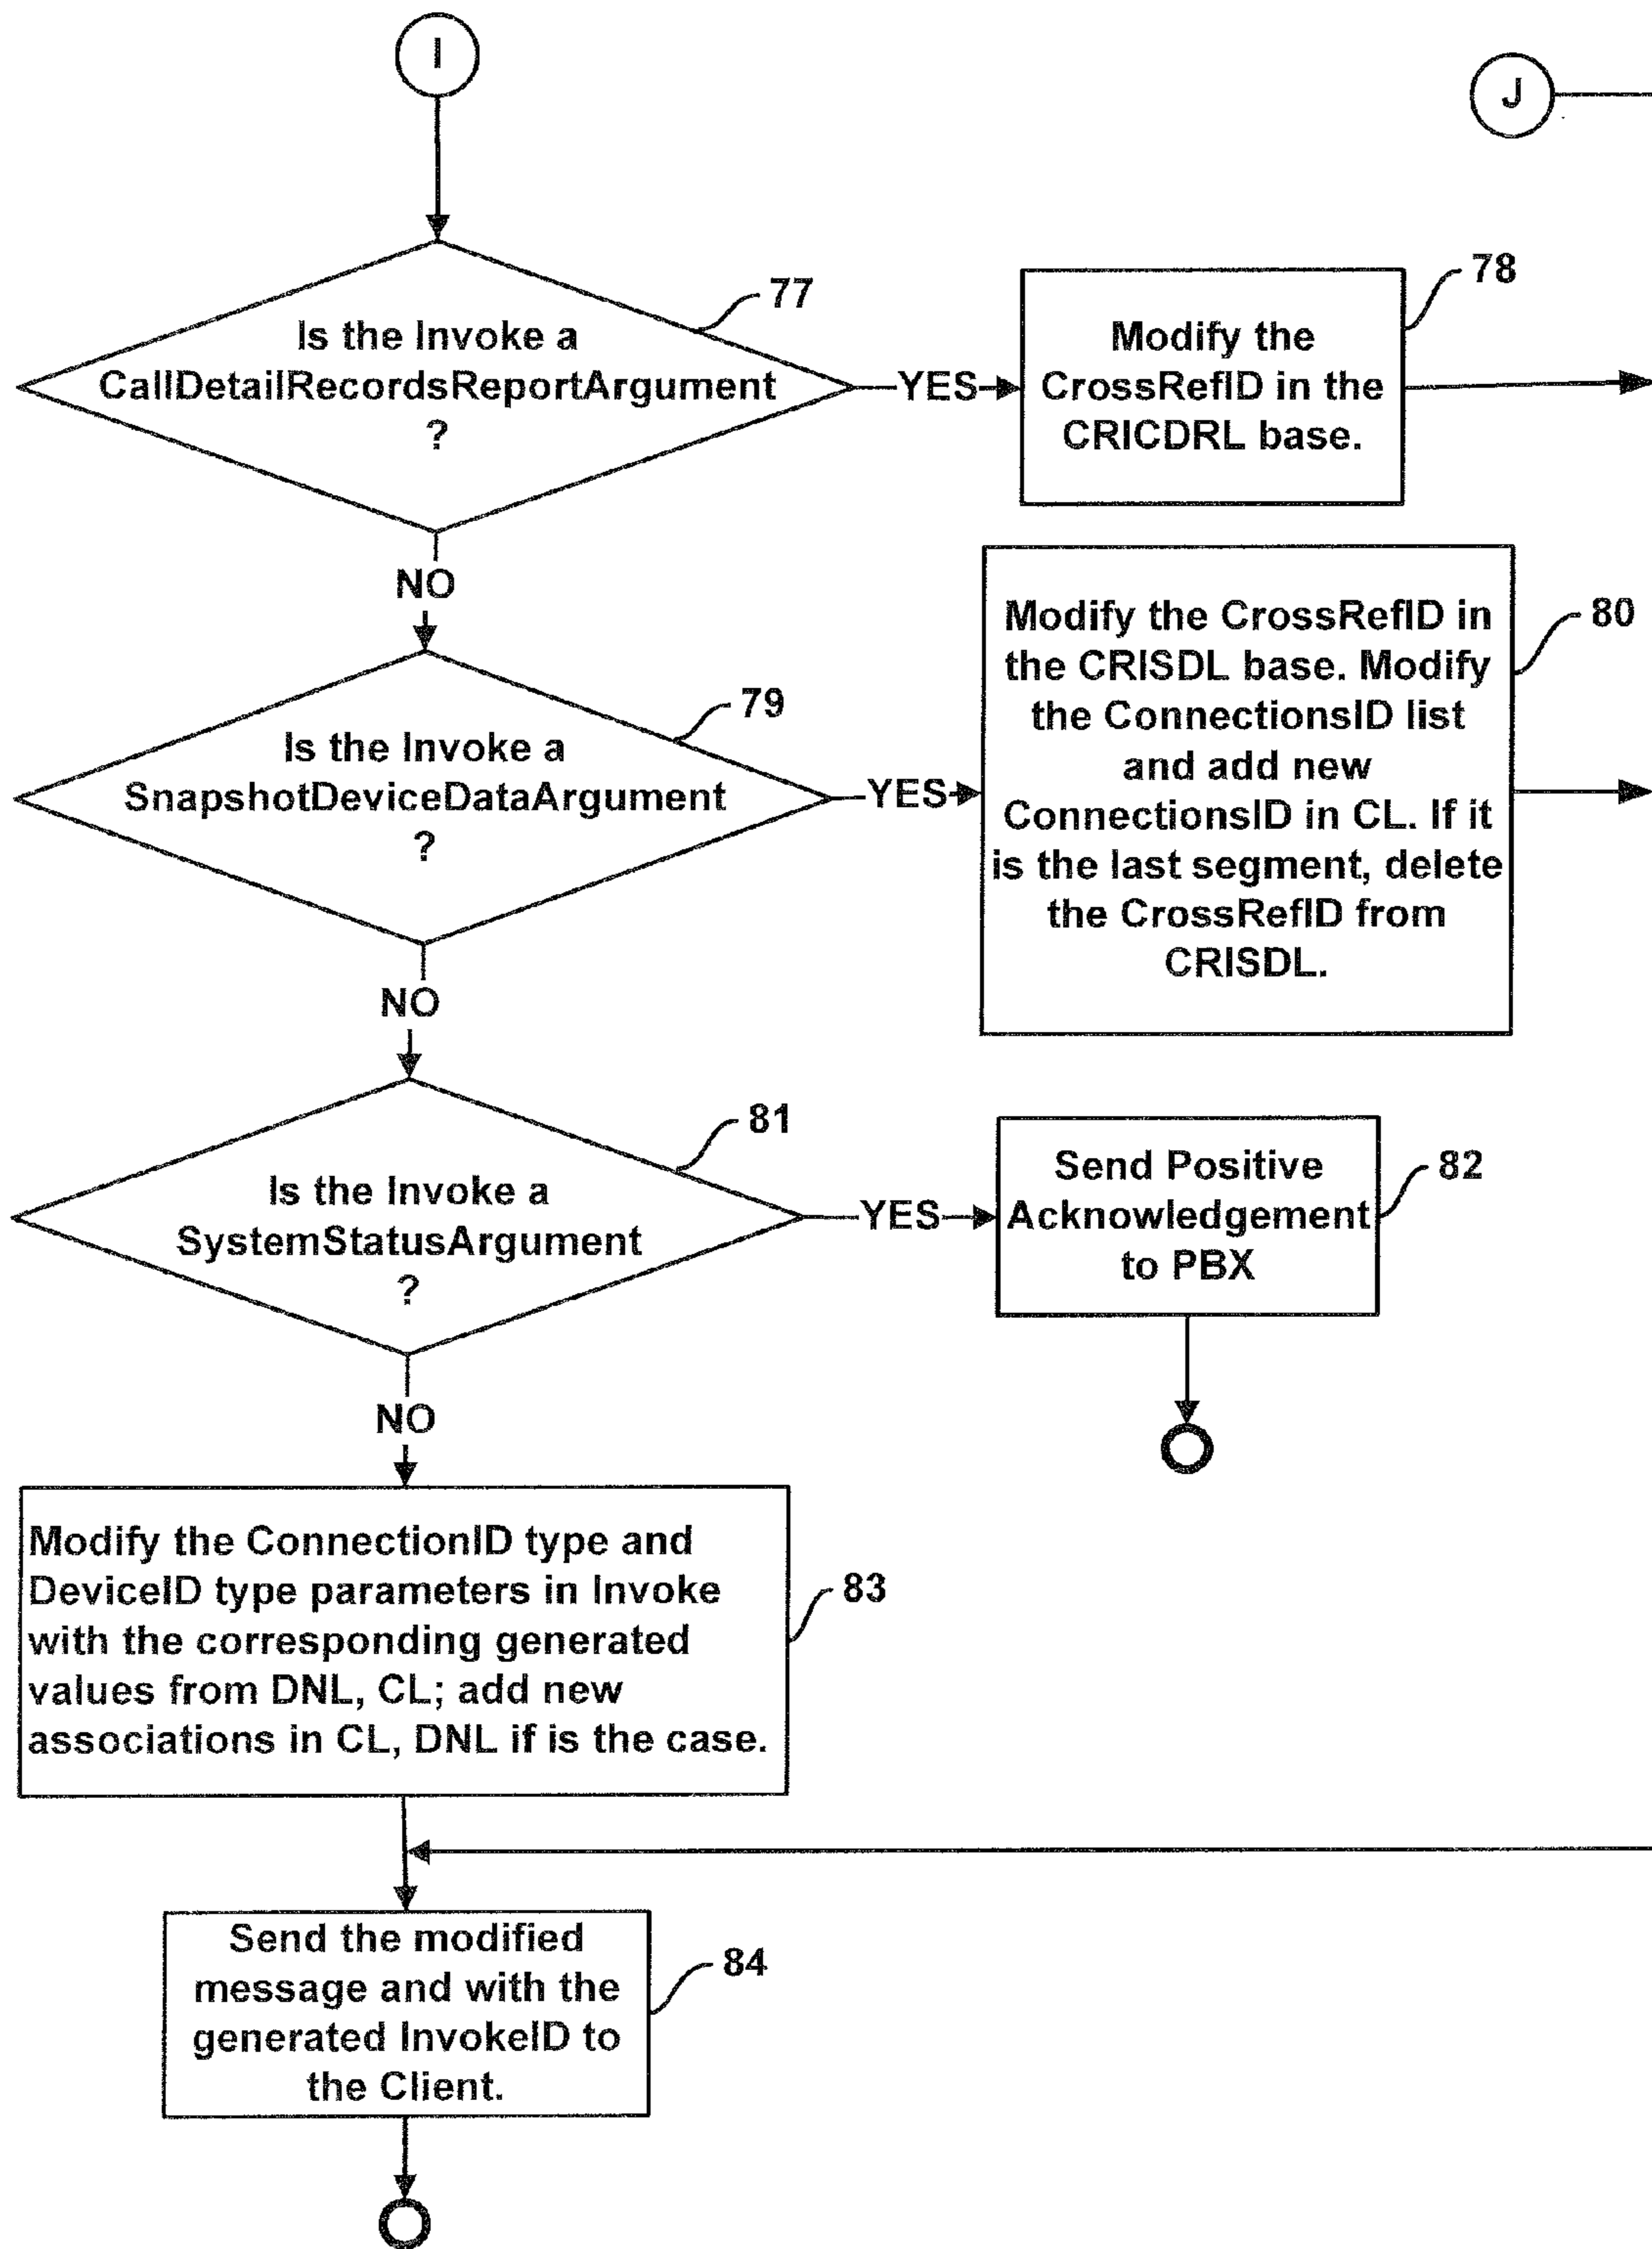 I
J
77
Is the Invoke a
CallDetailRecordsReportArgument
?
YES
78
Modify the
CrossRefID in the
CRICDRL base.
NO
79
Is the Invoke a
SnapshotDeviceDataArgument
?
YES
80
Modify the CrossRefID in
the CRISDL base. Modify
the ConnectionsID list
and add new
ConnectionsID in CL. If it
is the last segment, delete
the CrossRefID from
CRISDL.
NO
81
Is the Invoke a
SystemStatusArgument
?
YES
82
Send Positive
Acknowledgement
to PBX
NO
Modify the ConnectionID type and
DeviceID type parameters in Invoke
with the corresponding generated
values from DNL, CL; add new
associations in CL, DNL if is the case.
83
Send the modified
message and with the
generated InvokeID to
the Client.
84